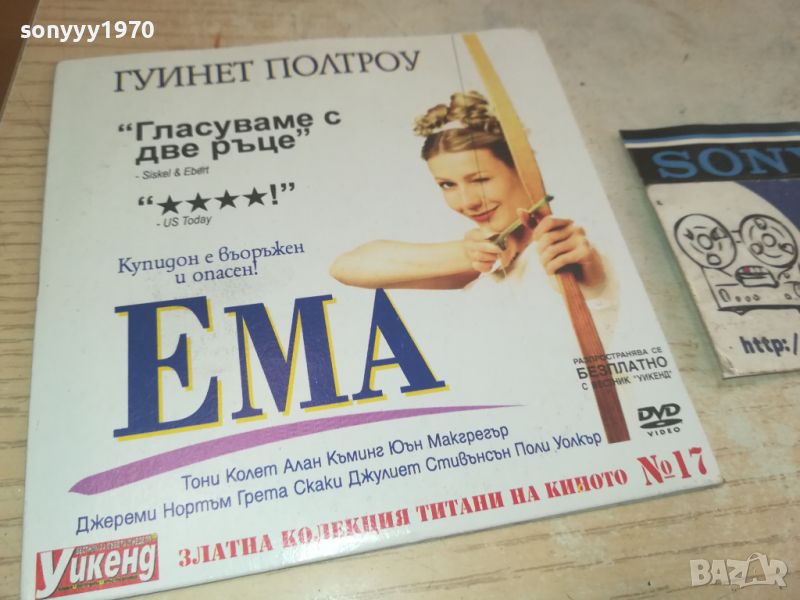 sonyyy1970
ГУИНЕТ ПОЛТРОУ
“Гласуваме с
две ръце”
- Siskel & Ebert
“★★★★!”
- US Today
Купидон е въоръжен
и опасен!
ЕМА
РАЗПРОСТРАНЯВА СЕ
БЕЗПЛАТНО
С ВЕСТНИК "УИКЕНД"
DVD
VIDEO
Тони Колет Алан Къминг Юън Макгрегър
Джереми Нортъм Грета Скаки Джулиет Стивънсън Поли Уолкър
ЗЛАТНА КОЛЕКЦИЯ ТИТАНИ НА КИНОТО №17
Уикенд
SONY
http:/
BAZAR